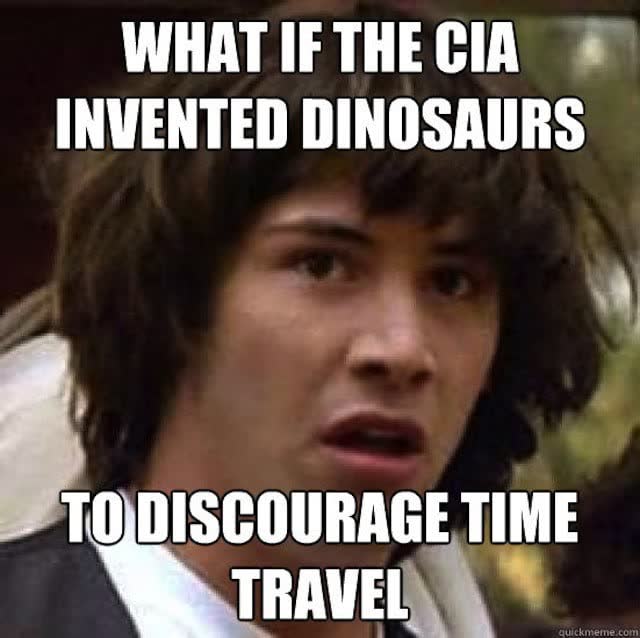 WHAT IF THE CIA
INVENTED DINOSAURS
TO DISCOURAGE TIME
TRAVEL
quickmeme.com